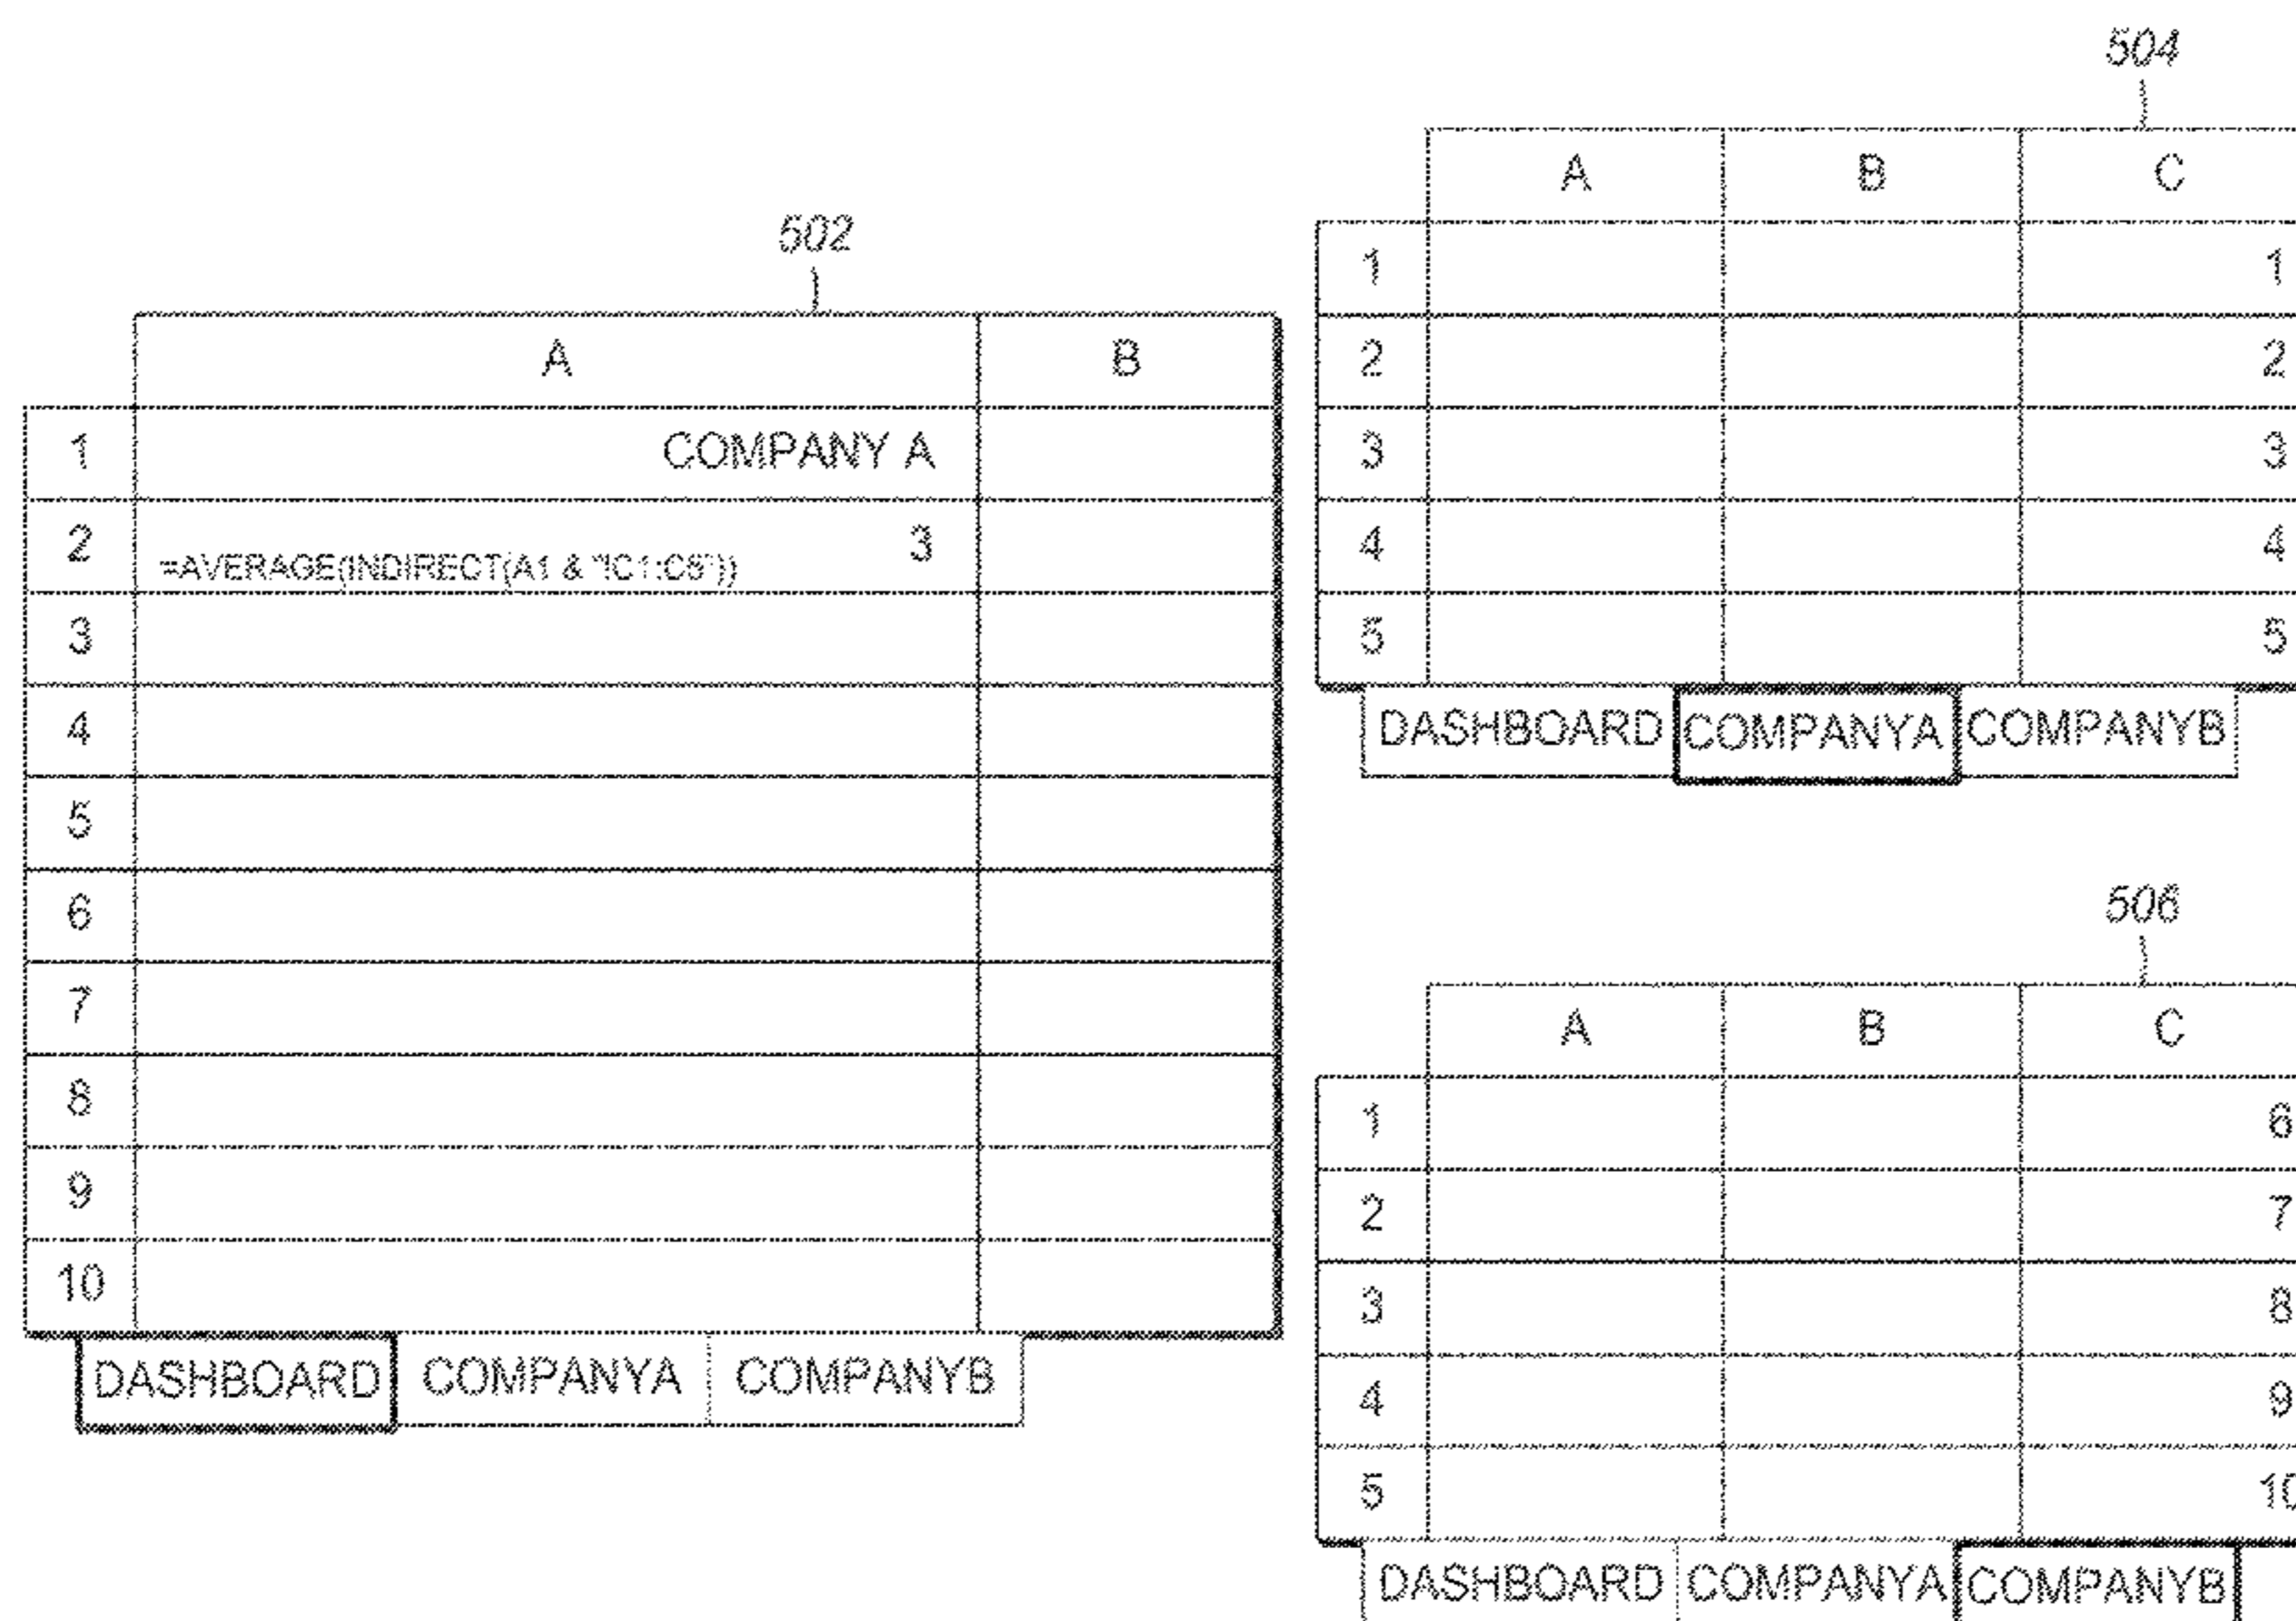 502
A B
1 COMPANY A
2 3
=AVERAGE(INDIRECT(A1 & "!C1:C5"))
3
4
5
6
7
8
9
10
DASHBOARD COMPANYA COMPANYB
504
A B C
1 1
2 2
3 3
4 4
5 5
DASHBOARD COMPANYA COMPANYB
506
A B C
1 6
2 7
3 8
4 9
5 10
DASHBOARD COMPANYA COMPANYB